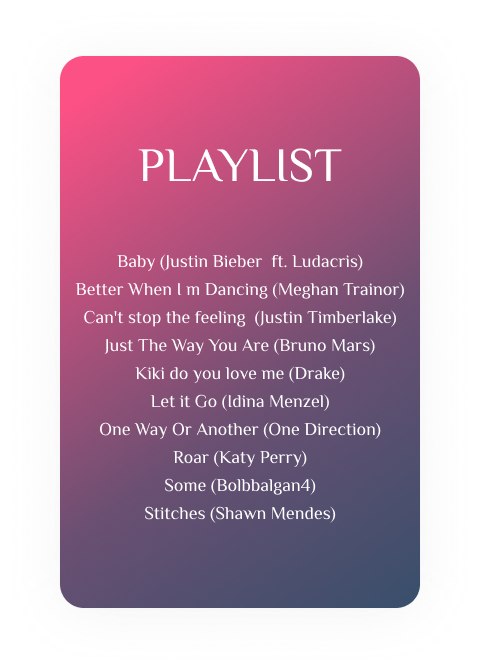 PLAYLIST
Baby (Justin Bieber  ft. Ludacris)
Better When I m Dancing (Meghan Trainor)
Can't stop the feeling  (Justin Timberlake)
Just The Way You Are (Bruno Mars)
Kiki do you love me (Drake)
Let it Go (Idina Menzel)
One Way Or Another (One Direction)
Roar (Katy Perry)
Some (Bolbbalgan4)
Stitches (Shawn Mendes)